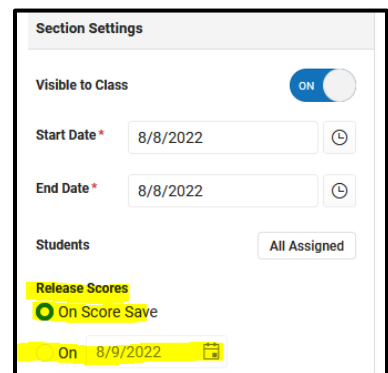 Section Settings
Visible to Class ON
Start Date * 8/8/2022
End Date * 8/8/2022
Students All Assigned
Release Scores
On Score Save
On 8/9/2022